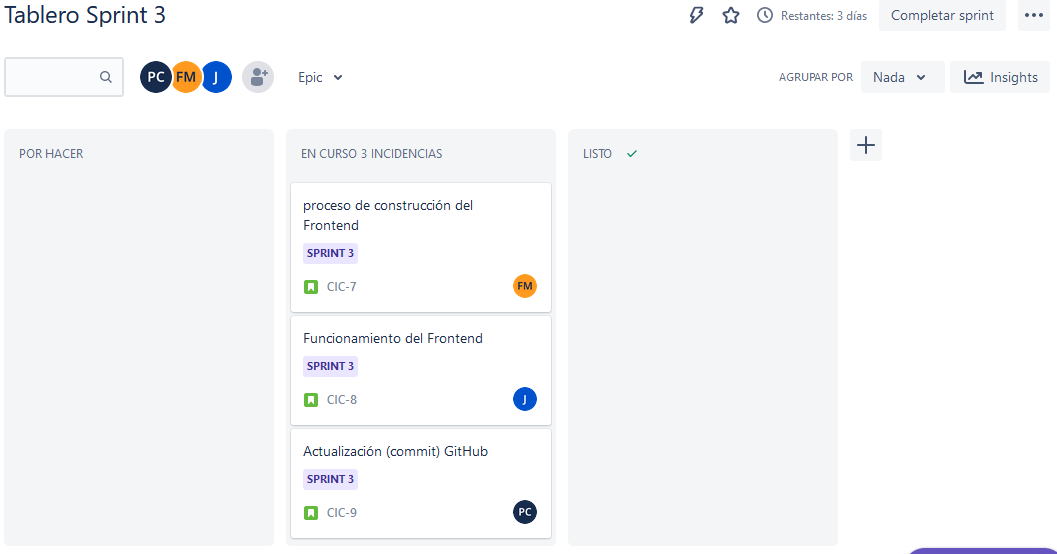 Tablero Sprint 3
Restantes: 3 días
Completar sprint
PC FM J
Epic
AGRUPAR POR
Nada
Insights
POR HACER
EN CURSO 3 INCIDENCIAS
LISTO
proceso de construcción del
Frontend
SPRINT 3
CIC-7
FM
Funcionamiento del Frontend
SPRINT 3
CIC-8
J
Actualización (commit) GitHub
SPRINT 3
CIC-9
PC